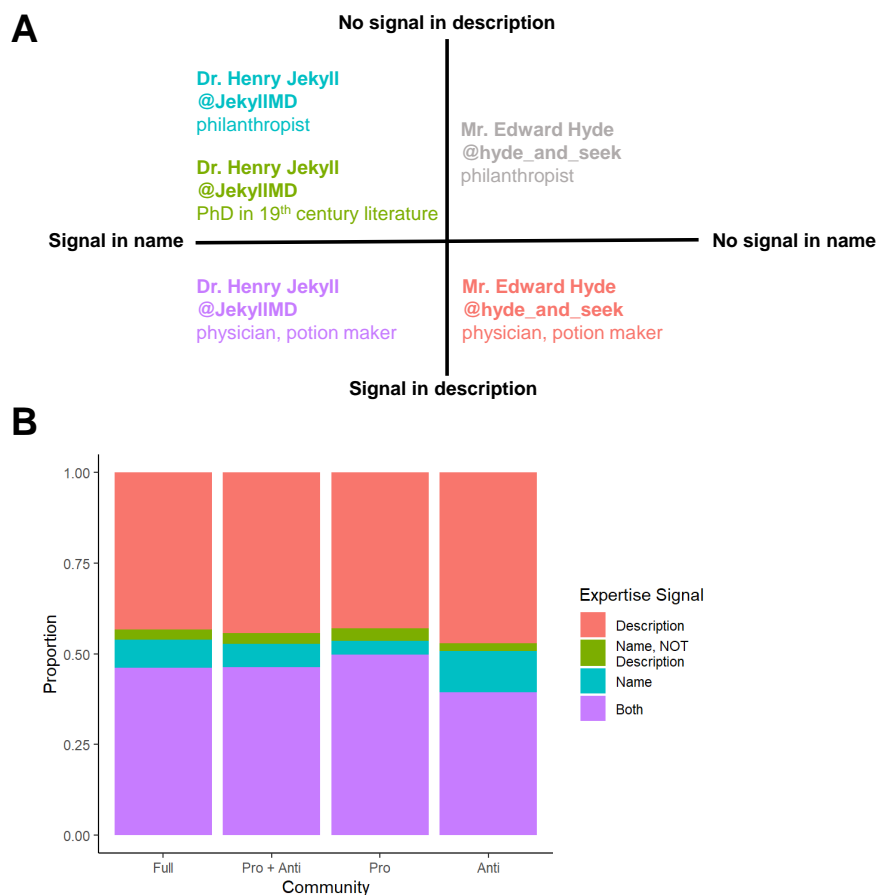 A
No signal in description
Dr. Henry Jekyll
@JekyllMD
philanthropist
Mr. Edward Hyde
@hyde_and_seek
philanthropist
Dr. Henry Jekyll
@JekyllMD
PhD in 19th century literature
Signal in name
No signal in name
Dr. Henry Jekyll
@JekyllMD
physician, potion maker
Mr. Edward Hyde
@hyde_and_seek
physician, potion maker
Signal in description
B
1.00
0.75
0.50
0.25
0.00
Proportion
Full
Pro + Anti
Pro
Anti
Community
Expertise Signal
Description
Name, NOT
Description
Name
Both